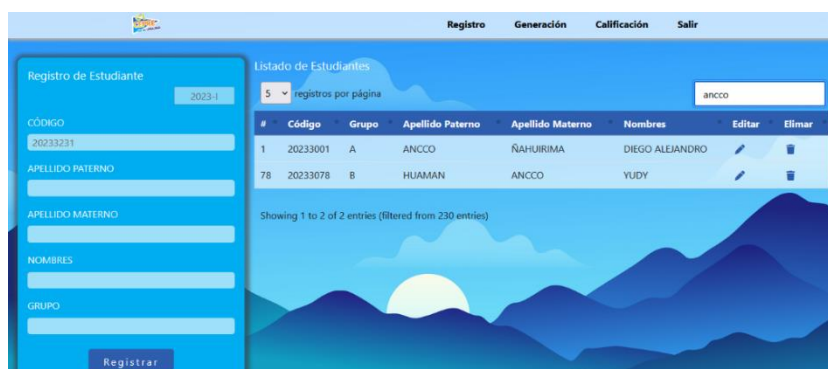 Registro Generación Calificación Salir
Registro de Estudiante
2023-I
CÓDIGO
20233231
APELLIDO PATERNO
APELLIDO MATERNO
NOMBRES
GRUPO
Registrar
Listado de Estudiantes
5 registros por página
ancco
# Código Grupo Apellido Paterno Apellido Materno Nombres Editar Elimar
1 20233001 A ANCCO ÑAHUIRIMA DIEGO ALEJANDRO
78 20233078 B HUAMAN ANCCO YUDY
Showing 1 to 2 of 2 entries (filtered from 230 entries)